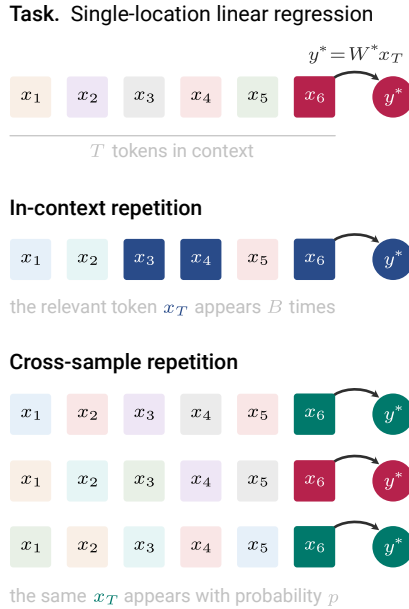 Task. Single-location linear regression
y* = W* x_T
x_1 x_2 x_3 x_4 x_5 x_6 y*
T tokens in context
In-context repetition
x_1 x_2 x_3 x_4 x_5 x_6 y*
the relevant token x_T appears B times
Cross-sample repetition
x_1 x_2 x_3 x_4 x_5 x_6 y*
x_1 x_2 x_3 x_4 x_5 x_6 y*
x_1 x_2 x_3 x_4 x_5 x_6 y*
the same x_T appears with probability p